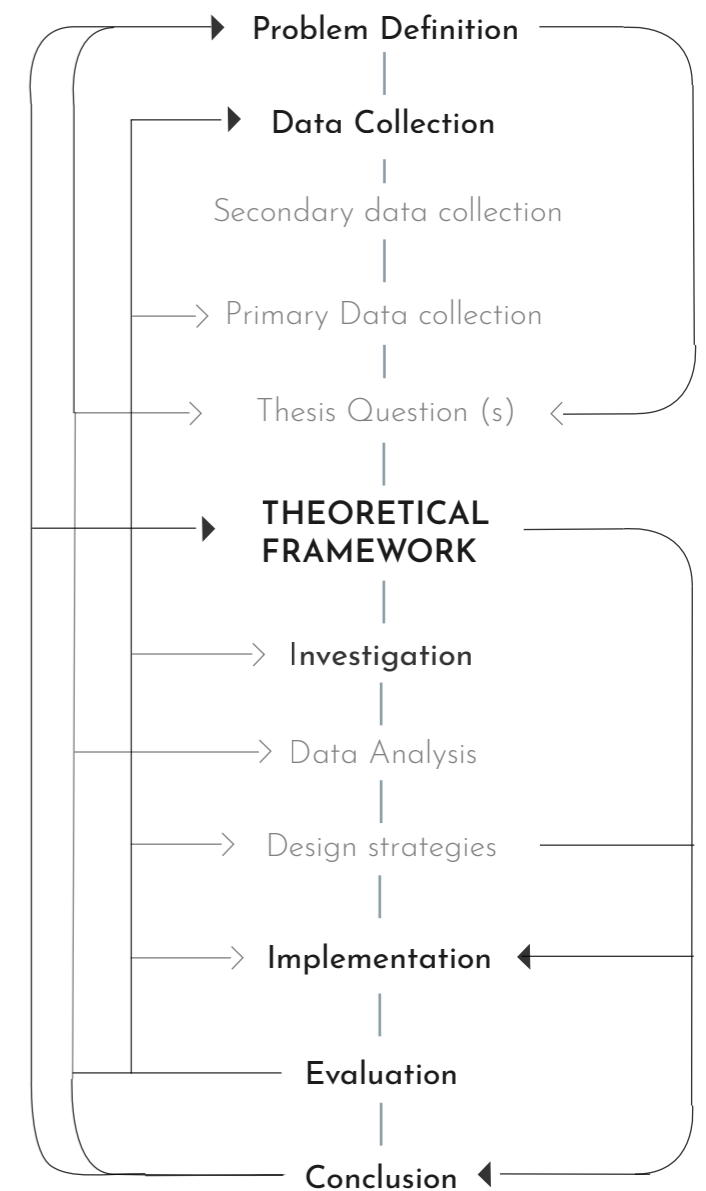 Problem Definition
Data Collection
Secondary data collection
Primary Data collection
Thesis Question (s)
THEORETICAL
FRAMEWORK
Investigation
Data Analysis
Design strategies
Implementation
Evaluation
Conclusion